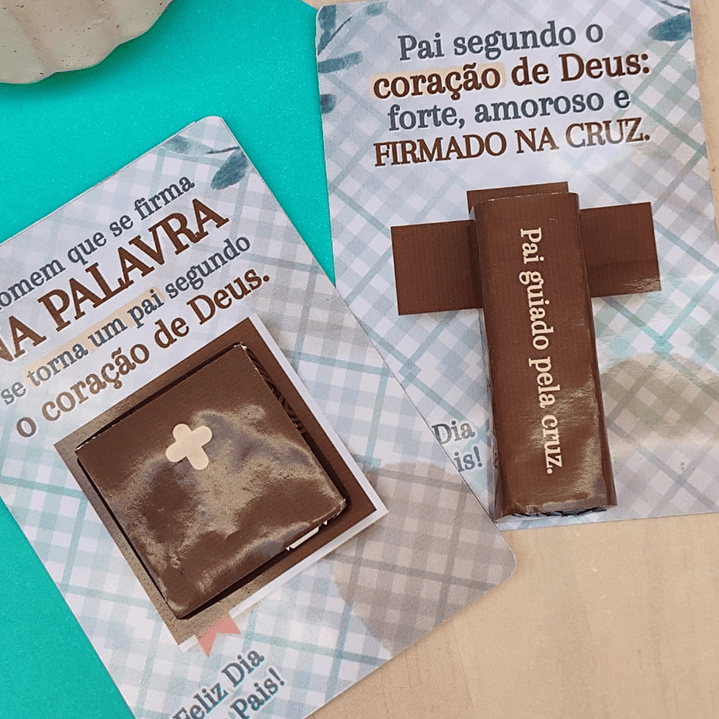 omem que se firma
NA PALAVRA
se torna um pai segundo
o coração de Deus.
Feliz Dia
Pais!
Pai segundo o
coração de Deus:
forte, amoroso e
FIRMADO NA CRUZ.
Pai guiado pela cruz.
Dia
is!